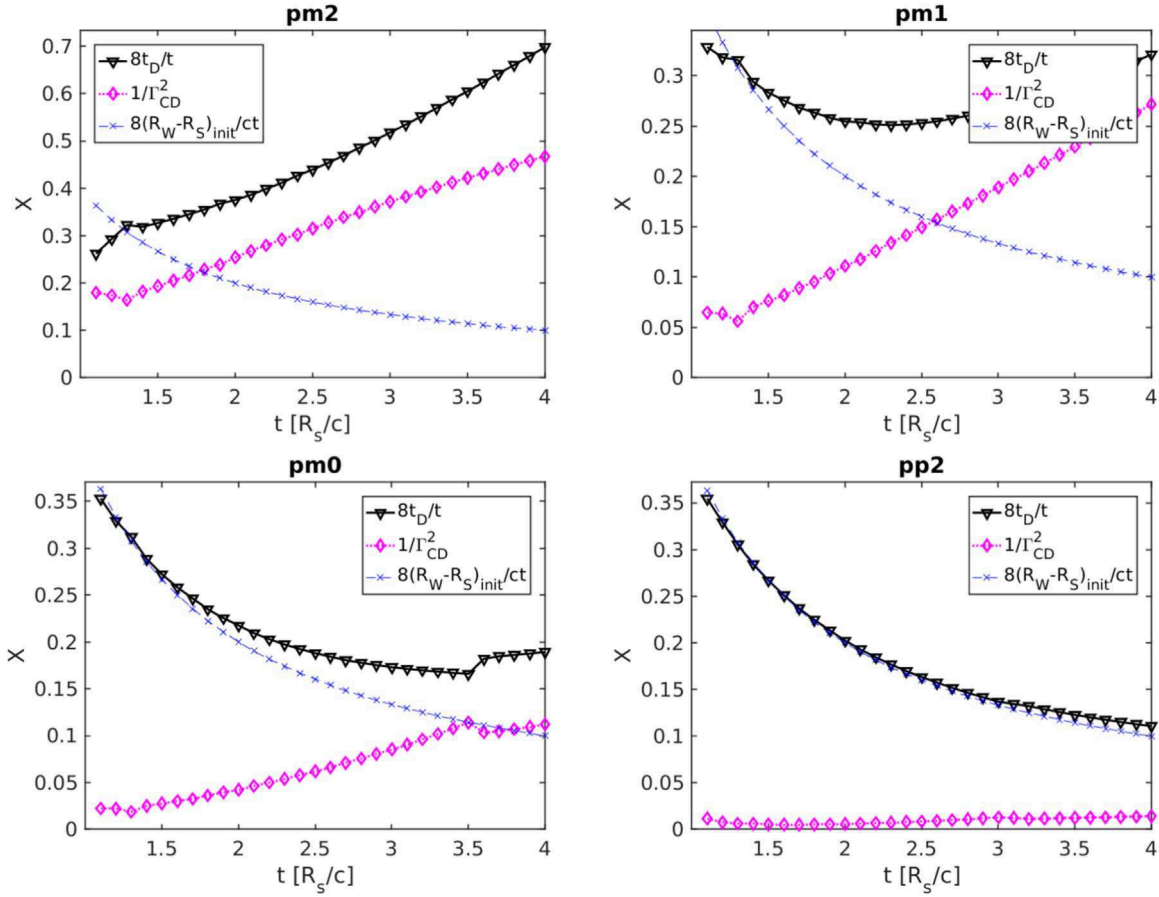 pm2
0.7
0.6
0.5
0.4
0.3
0.2
0.1
0
X
8t_D/t
1/Γ²_CD
8(R_W-R_S)_init/ct
1.5 2 2.5 3 3.5 4
t [R_s/c]
pm1
0.3
0.25
0.2
0.15
0.1
0.05
0
X
8t_D/t
1/Γ²_CD
8(R_W-R_S)_init/ct
1.5 2 2.5 3 3.5 4
t [R_s/c]
pm0
0.35
0.3
0.25
0.2
0.15
0.1
0.05
0
X
8t_D/t
1/Γ²_CD
8(R_W-R_S)_init/ct
1.5 2 2.5 3 3.5 4
t [R_s/c]
pp2
0.35
0.3
0.25
0.2
0.15
0.1
0.05
0
X
8t_D/t
1/Γ²_CD
8(R_W-R_S)_init/ct
1.5 2 2.5 3 3.5 4
t [R_s/c]